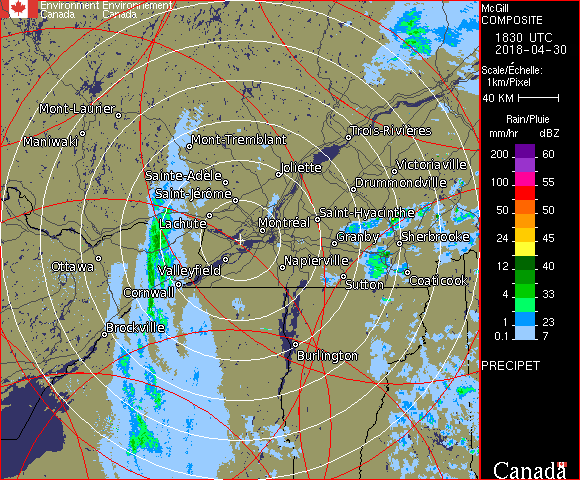 Environment Environnement
Canada Canada
McGill
COMPOSITE
1830 UTC
2018-04-30
Scale/Échelle:
1km/Pixel
40 KM
Rain/Pluie
mm/hr dBZ
200 60
100 55
50 50
24 45
12 40
4 33
1 23
0.1 7
PRECIPET
Canada
Mont-Laurier
Maniwaki
Mont-Tremblant
Trois-Rivières
Joliette
Victoriaville
Sainte-Adèle
Drummondville
Saint-Jérôme
Lachute
Saint-Hyacinthe
Montréal
Granby
Sherbrooke
Ottawa
Valleyfield
Napierville
Cornwall
Sutton
Coaticook
Brockville
Burlington